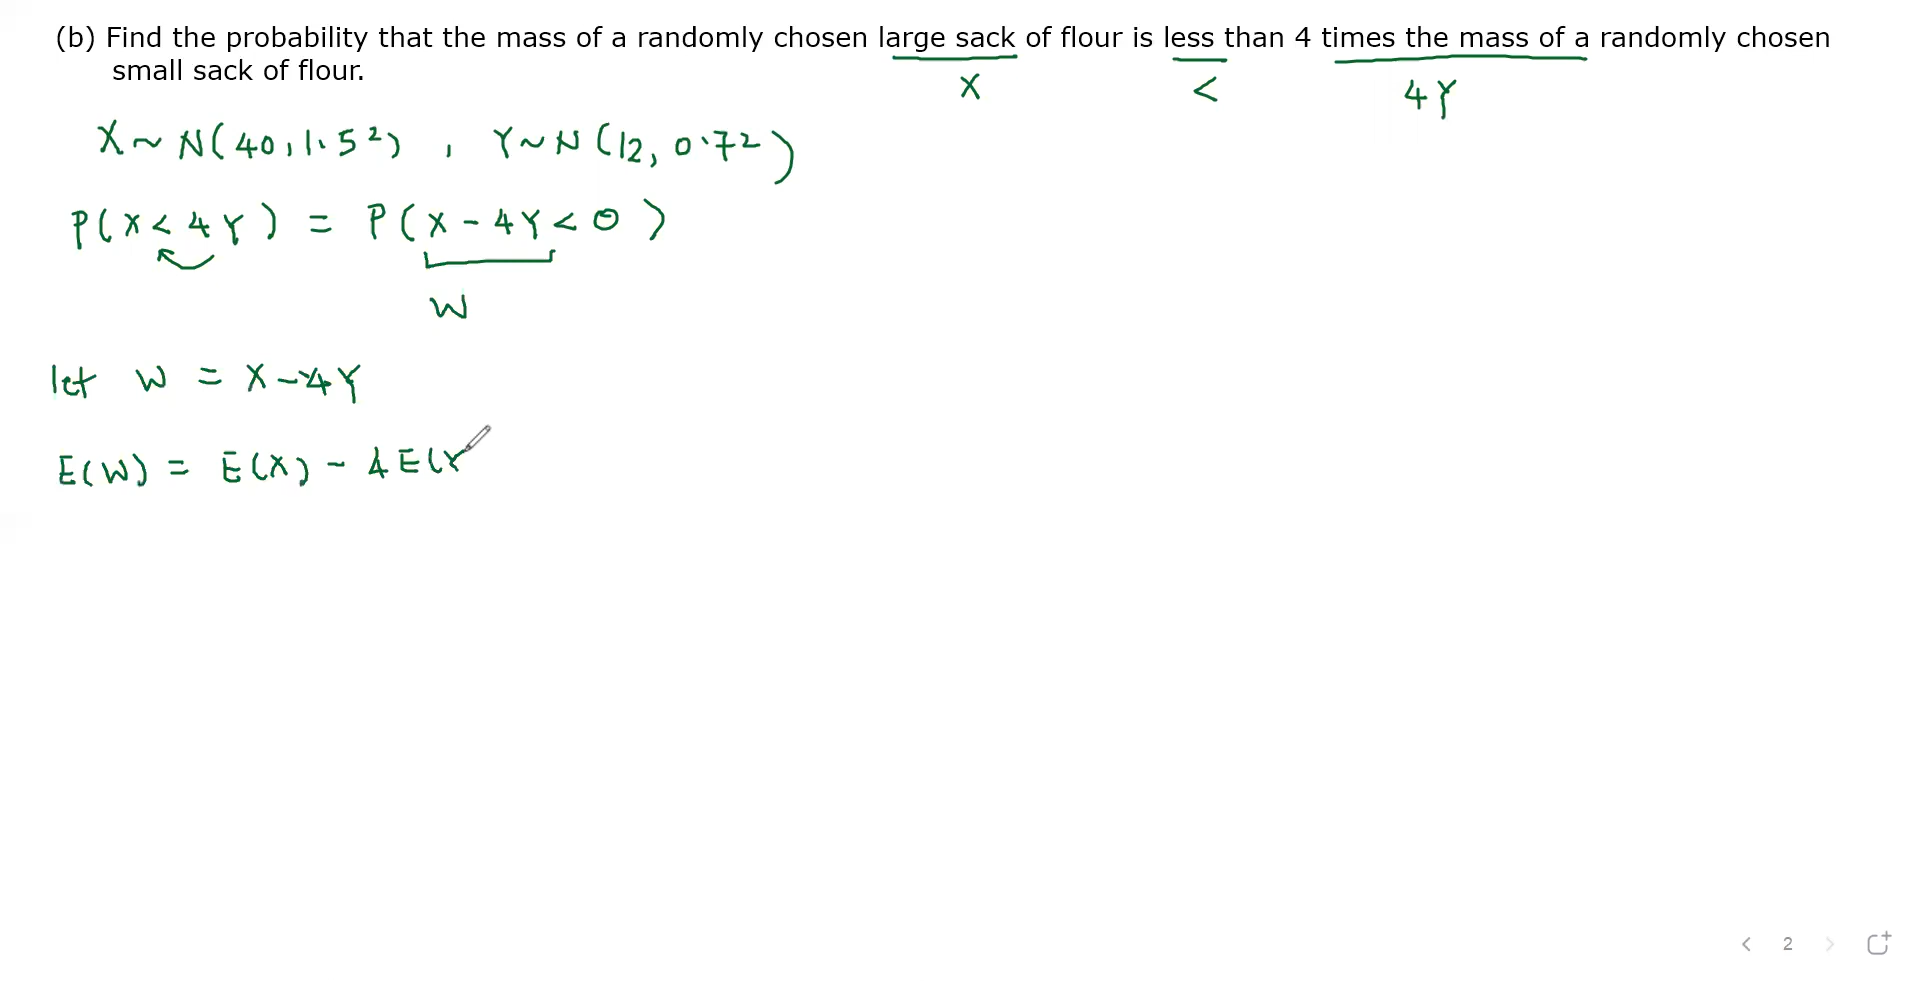 (b) Find the probability that the mass of a randomly chosen large sack of flour is less than 4 times the mass of a randomly chosen
small sack of flour.
X < 4Y
X ~ N(40, 1.5²) , Y ~ N(12, 0.7²)
P(X < 4Y) = P(X - 4Y < 0)
W
let W = X - 4Y
E(W) = E(X) - 4E(Y
2